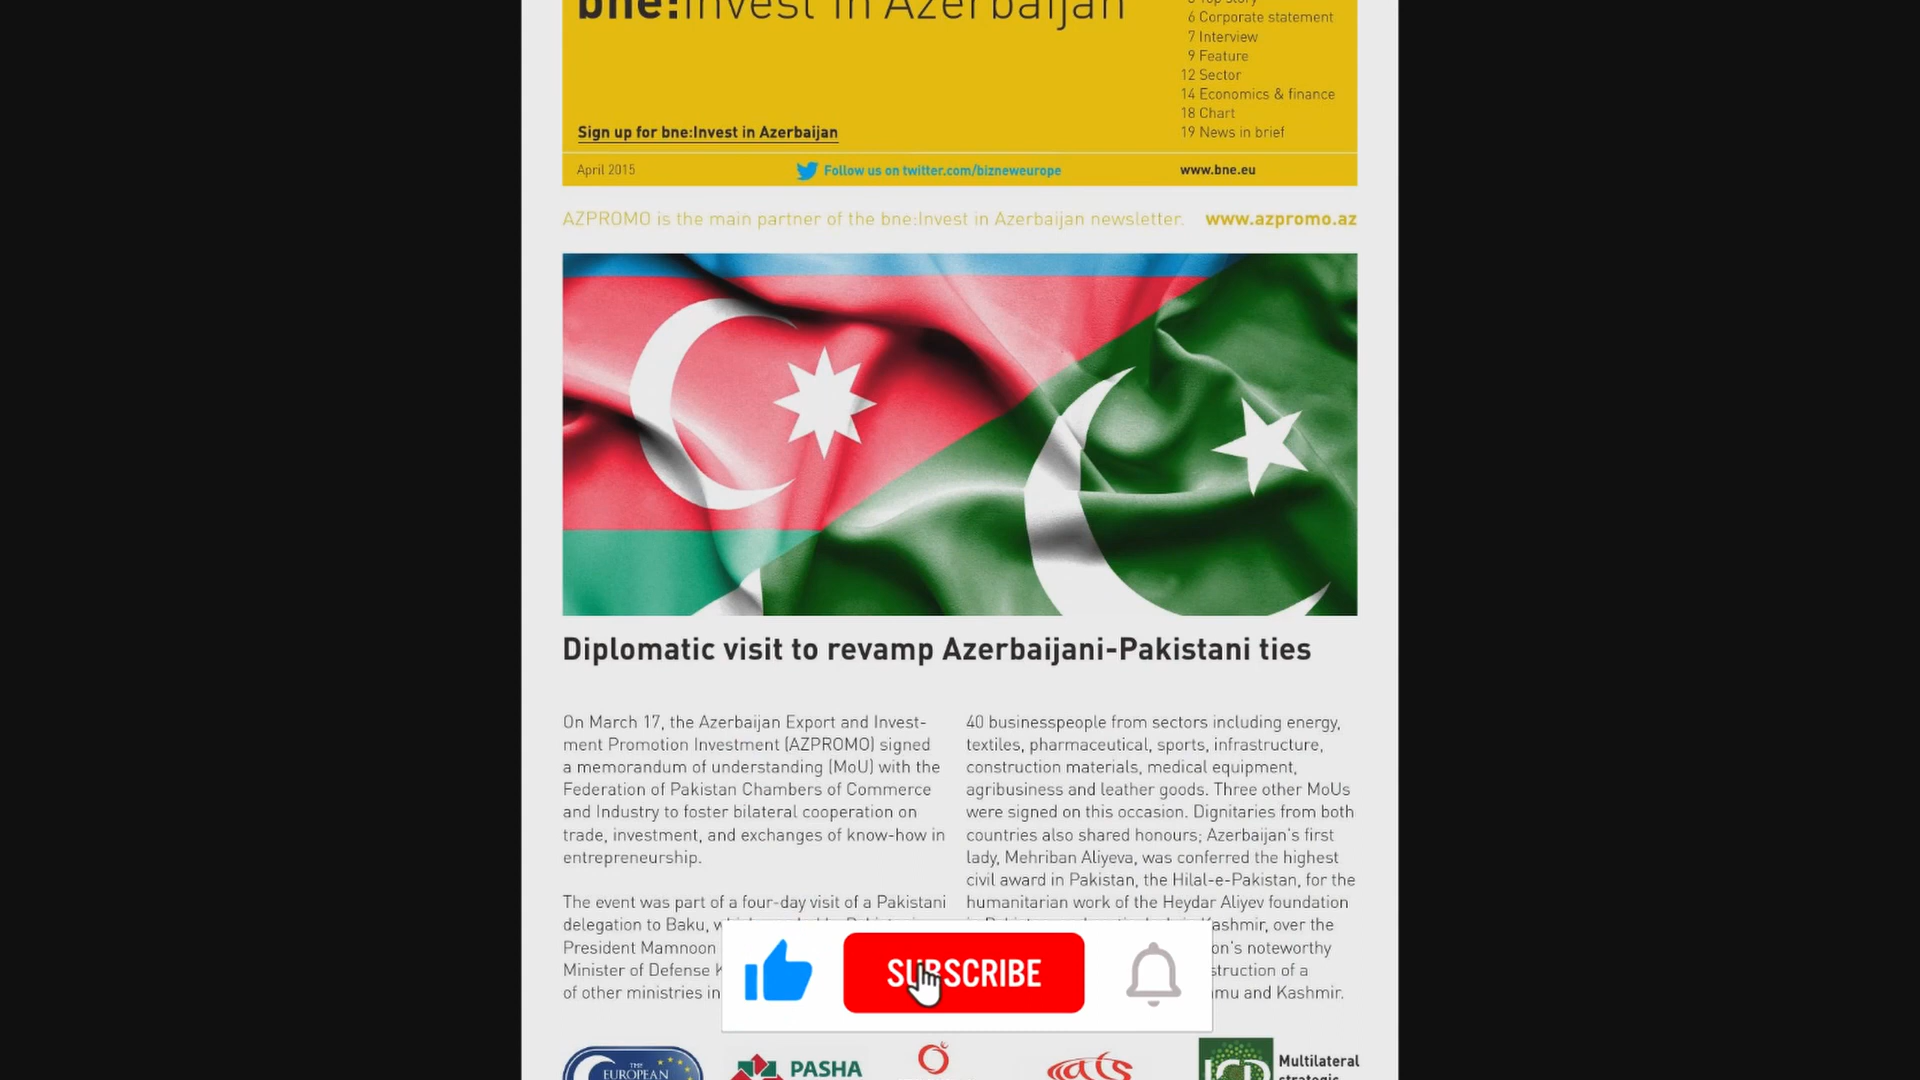 bne:Invest in Azerbaijan
6 Corporate statement
7 Interview
9 Feature
12 Sector
14 Economics & finance
18 Chart
19 News in brief
Sign up for bne:Invest in Azerbaijan
April 2015
Follow us on twitter.com/bizneweurope
www.bne.eu
AZPROMO is the main partner of the bne:Invest in Azerbaijan newsletter.
www.azpromo.az
Diplomatic visit to revamp Azerbaijani-Pakistani ties
On March 17, the Azerbaijan Export and Invest-
ment Promotion Investment (AZPROMO) signed
a memorandum of understanding (MoU) with the
Federation of Pakistan Chambers of Commerce
and Industry to foster bilateral cooperation on
trade, investment, and exchanges of know-how in
entrepreneurship.
The event was part of a four-day visit of a Pakistani
delegation to Baku,
President Mamnoon
Minister of Defense
of other ministries in
40 businesspeople from sectors including energy,
textiles, pharmaceutical, sports, infrastructure,
construction materials, medical equipment,
agribusiness and leather goods. Three other MoUs
were signed on this occasion. Dignitaries from both
countries also shared honours; Azerbaijan's first
lady, Mehriban Aliyeva, was conferred the highest
civil award in Pakistan, the Hilal-e-Pakistan, for the
humanitarian work of the Heydar Aliyev foundation
over the
noteworthy
of a
and Kashmir.
SUBSCRIBE
THE
EUROPEAN
PASHA
Multilateral